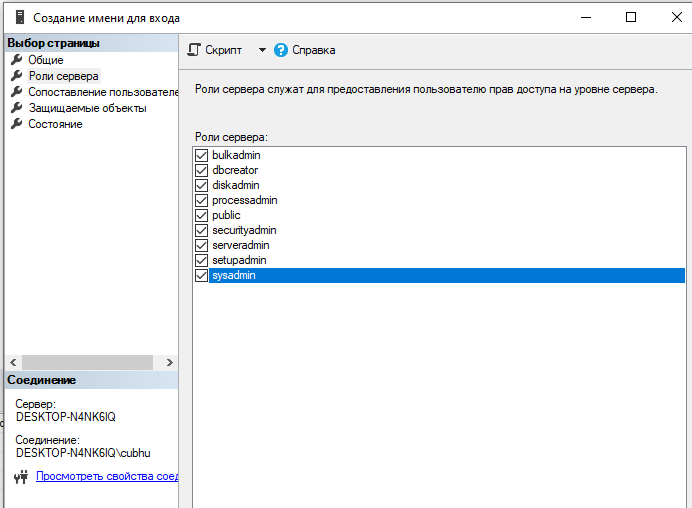 Создание имени для входа
Выбор страницы
Общие
Роли сервера
Сопоставление пользователе
Защищаемые объекты
Состояние
Скрипт
Справка
Роли сервера служат для предоставления пользователю прав доступа на уровне сервера.
Роли сервера:
bulkadmin
dbcreator
diskadmin
processadmin
public
securityadmin
serveradmin
setupadmin
sysadmin
Соединение
Сервер:
DESKTOP-N4NK6IQ
Соединение:
DESKTOP-N4NK6IQ\cubhu
Просмотреть свойства соед